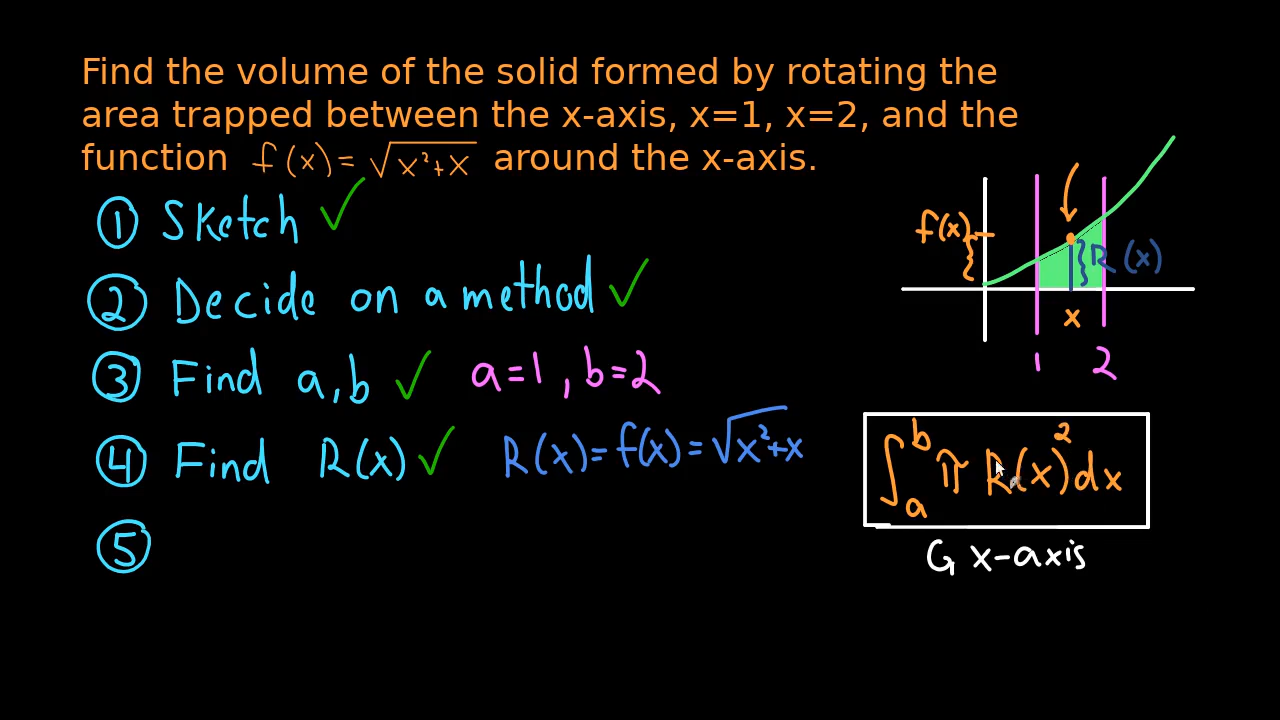 Find the volume of the solid formed by rotating the
area trapped between the x-axis, x=1, x=2, and the
function f(x)=√(x²+x) around the x-axis.
① Sketch ✓
② Decide on a method ✓
③ Find a,b ✓ a=1, b=2
④ Find R(x) ✓ R(x)=f(x)=√(x²+x)
⑤
f(x)
R(x)
x
1 2
∫ₐᵇ π R(x)² dx
G x-axis